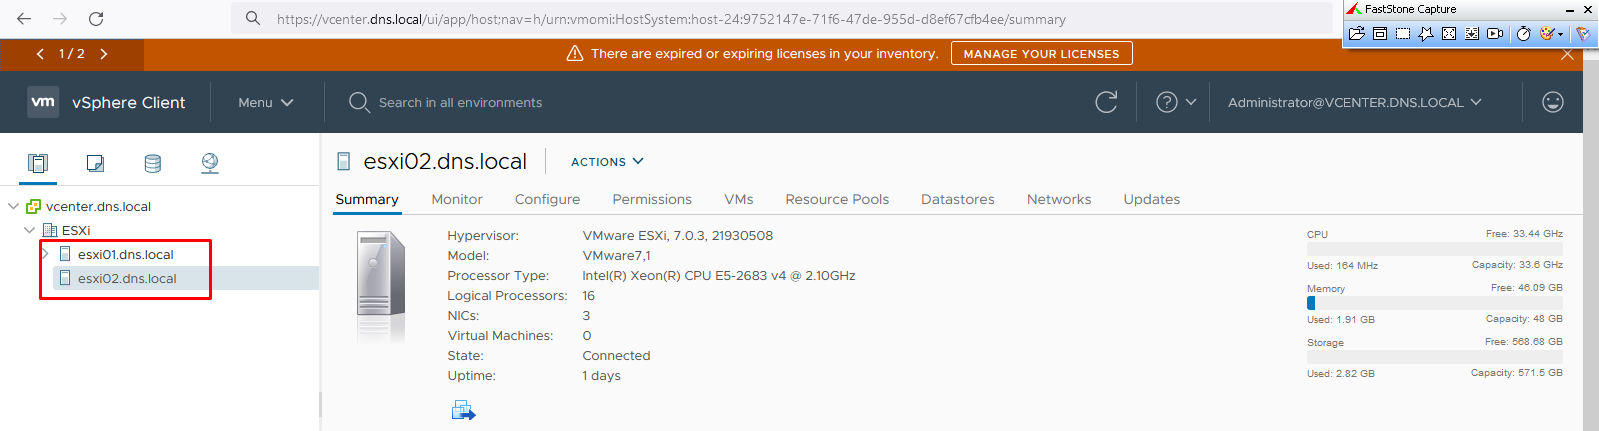 https://vcenter.dns.local/ui/app/host;nav=h/urn:vmomi:HostSystem:host-24:9752147e-71f6-47de-955d-d8ef67cfb4ee/summary
FastStone Capture
1 / 2
There are expired or expiring licenses in your inventory.
MANAGE YOUR LICENSES
vm
vSphere Client
Menu
Search in all environments
Administrator@VCENTER.DNS.LOCAL
vcenter.dns.local
ESXi
esxi01.dns.local
esxi02.dns.local
esxi02.dns.local
ACTIONS
Summary Monitor Configure Permissions VMs Resource Pools Datastores Networks Updates
Hypervisor: VMware ESXi, 7.0.3, 21930508
Model: VMware7,1
Processor Type: Intel(R) Xeon(R) CPU E5-2683 v4 @ 2.10GHz
Logical Processors: 16
NICs: 3
Virtual Machines: 0
State: Connected
Uptime: 1 days
CPU Free: 33.44 GHz
Used: 164 MHz Capacity: 33.6 GHz
Memory Free: 46.09 GB
Used: 1.91 GB Capacity: 48 GB
Storage Free: 568.68 GB
Used: 2.82 GB Capacity: 571.5 GB